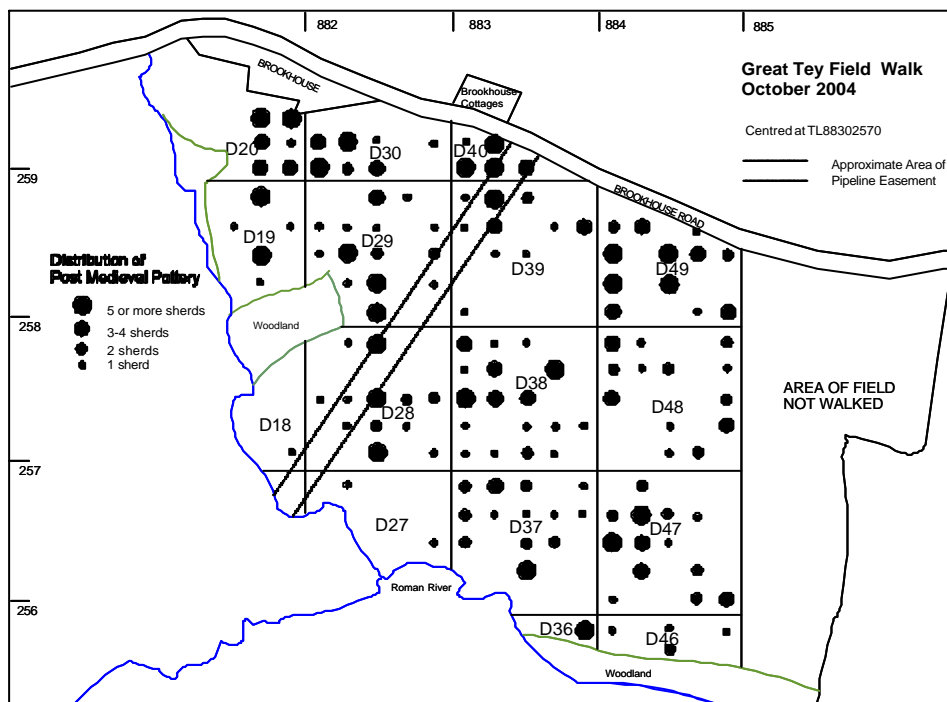 882
883
884
885
BROOKHOUSE
Brookhouse
Cottages
Great Tey Field Walk
October 2004
Centred at TL88302570
Approximate Area of
Pipeline Easement
BROOKHOUSE ROAD
259
D20
D30
D40
D19
D29
D39
D49
Distribution of
Post Medieval Pottery
5 or more sherds
3-4 sherds
2 sherds
1 sherd
258
Woodland
D18
D28
D38
D48
AREA OF FIELD
NOT WALKED
257
D27
D37
D47
256
Roman River
D36
D46
Woodland